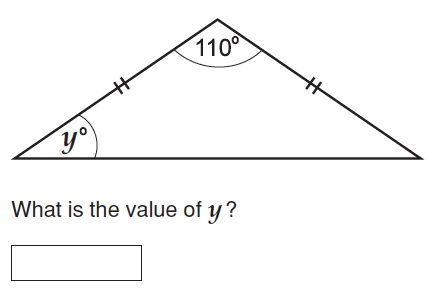 110°
y°
What is the value of y?